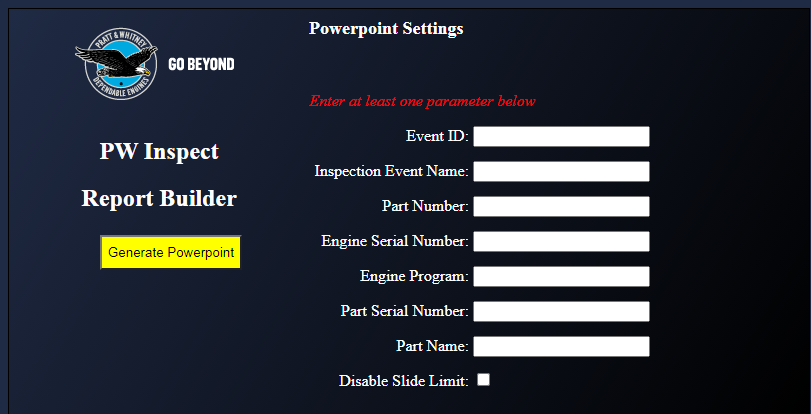 PRATT & WHITNEY
DEPENDABLE ENGINES
GO BEYOND
PW Inspect
Report Builder
Generate Powerpoint
Powerpoint Settings
Enter at least one parameter below
Event ID:
Inspection Event Name:
Part Number:
Engine Serial Number:
Engine Program:
Part Serial Number:
Part Name:
Disable Slide Limit: